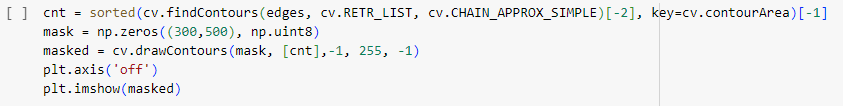 [ ] cnt = sorted(cv.findContours(edges, cv.RETR_LIST, cv.CHAIN_APPROX_SIMPLE)[-2], key=cv.contourArea)[-1]
mask = np.zeros((300,500), np.uint8)
masked = cv.drawContours(mask, [cnt],-1, 255, -1)
plt.axis('off')
plt.imshow(masked)